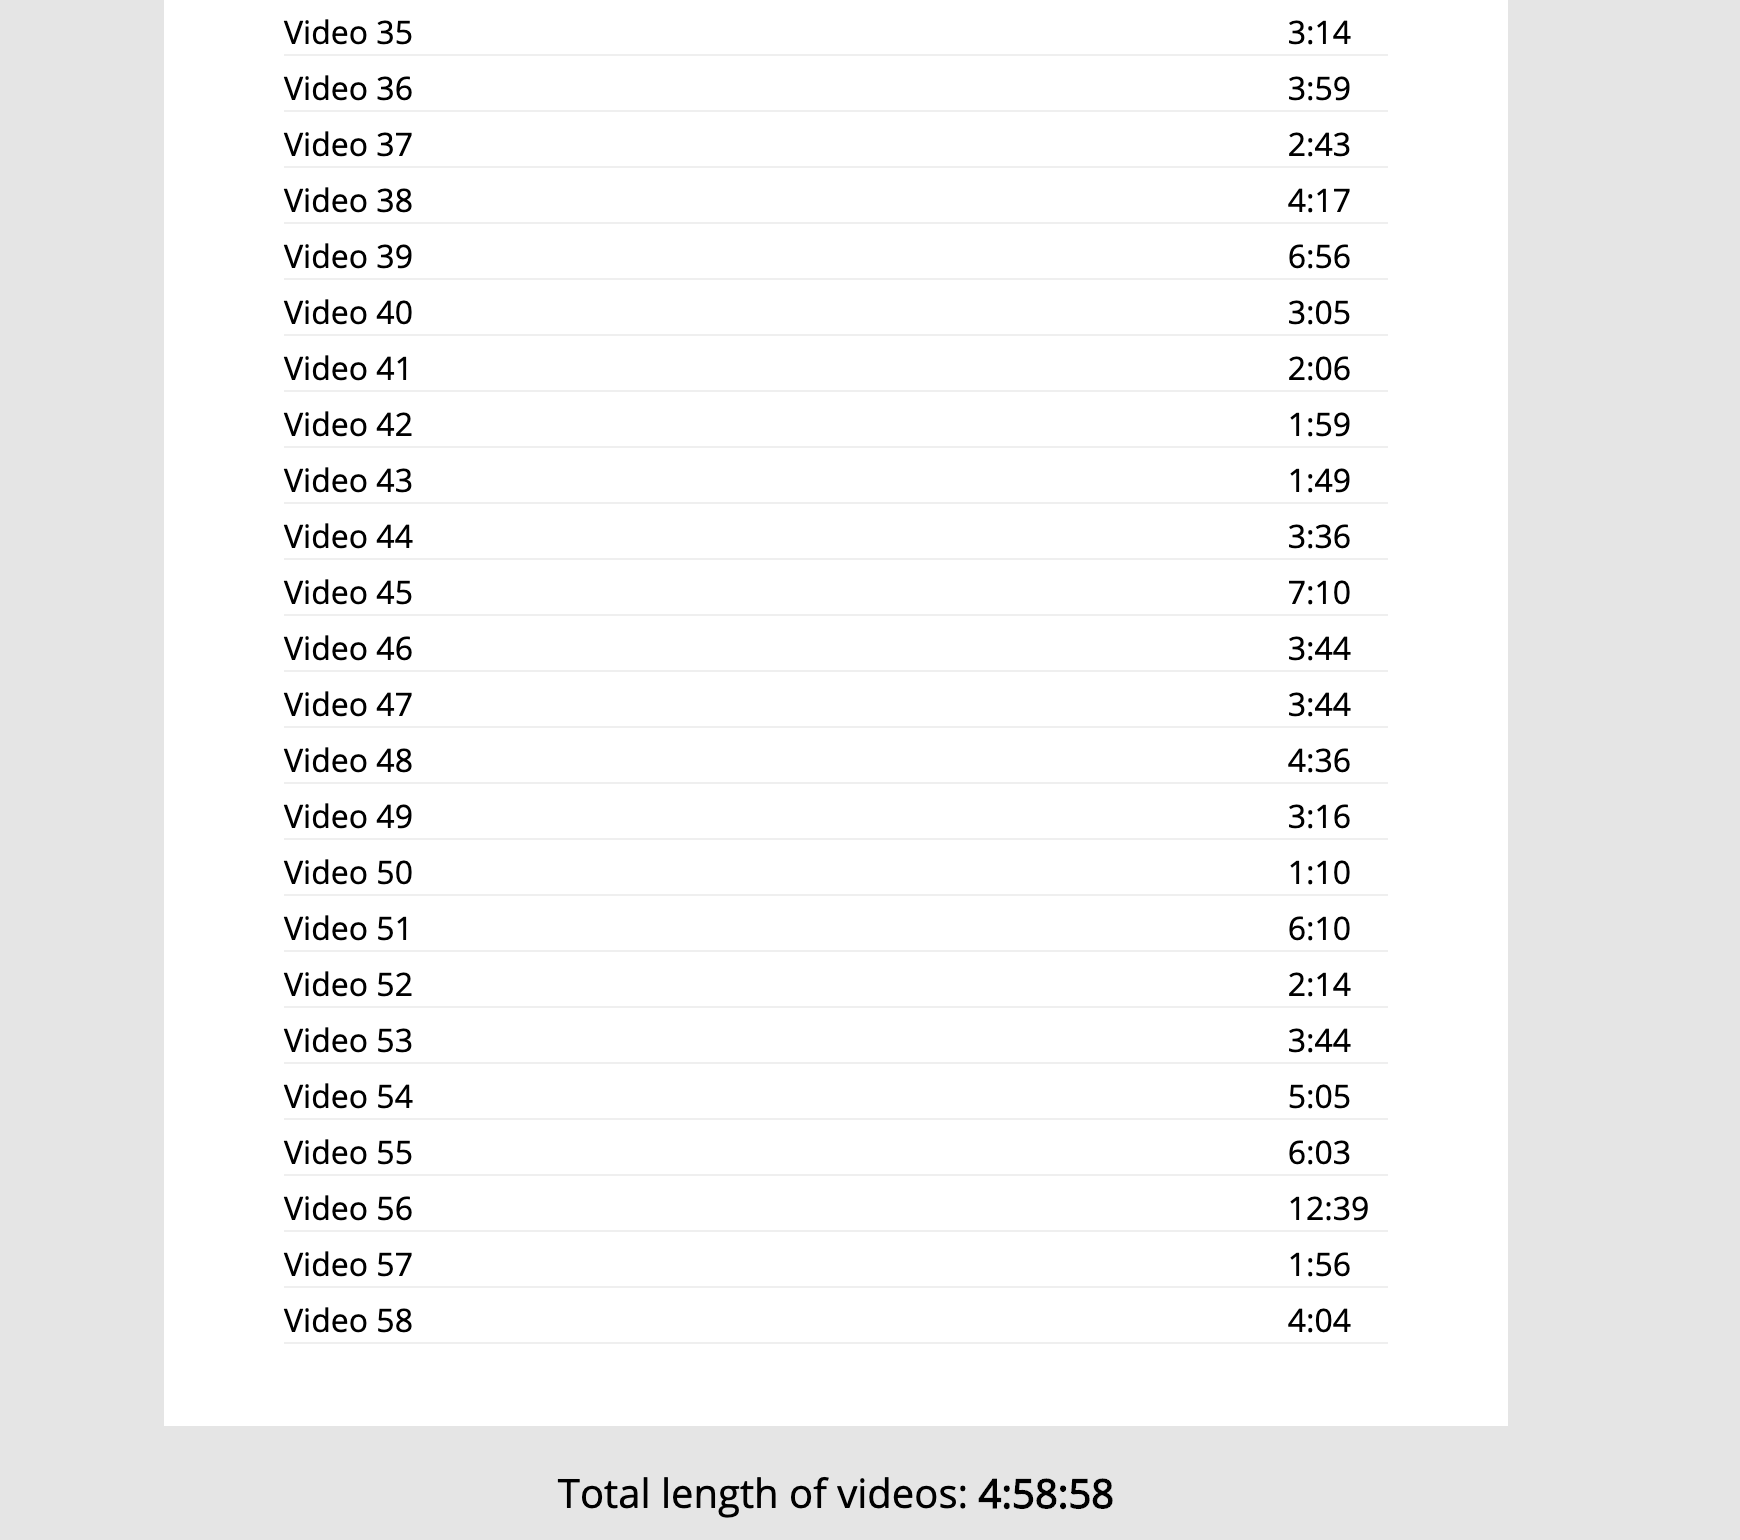 Video 35 3:14
Video 36 3:59
Video 37 2:43
Video 38 4:17
Video 39 6:56
Video 40 3:05
Video 41 2:06
Video 42 1:59
Video 43 1:49
Video 44 3:36
Video 45 7:10
Video 46 3:44
Video 47 3:44
Video 48 4:36
Video 49 3:16
Video 50 1:10
Video 51 6:10
Video 52 2:14
Video 53 3:44
Video 54 5:05
Video 55 6:03
Video 56 12:39
Video 57 1:56
Video 58 4:04
Total length of videos: 4:58:58